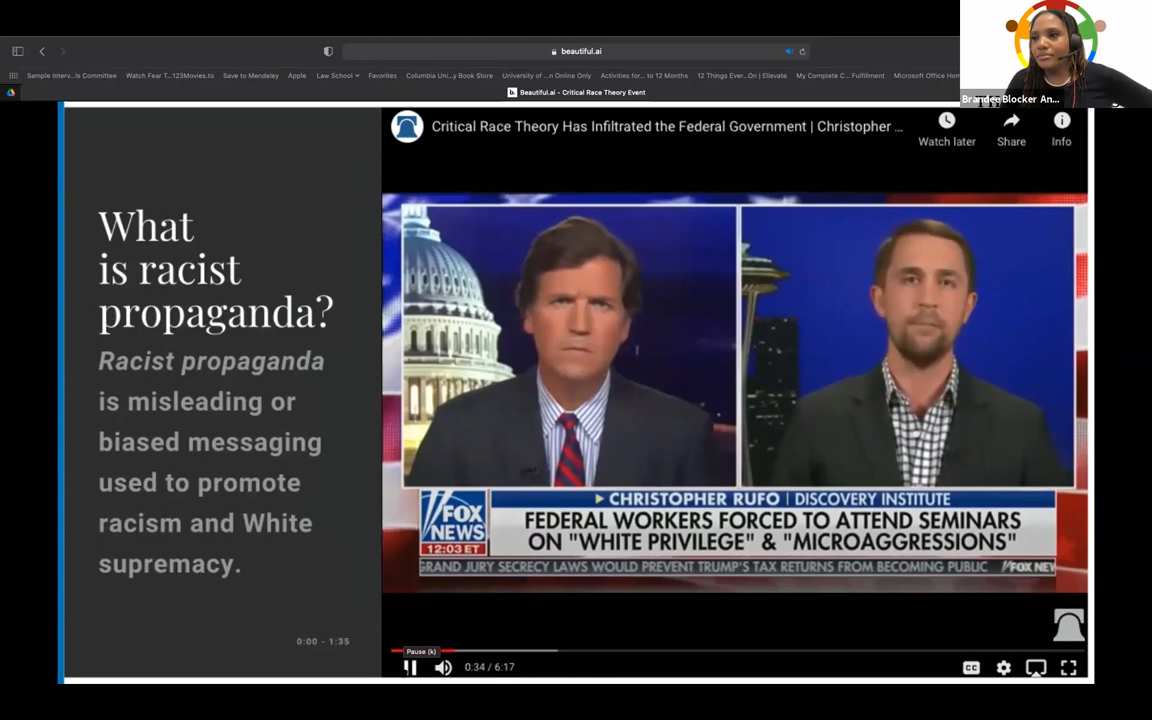 beautiful.ai
Sample Interv...ls Committee
Watch Fear T...123Movies.to
Save to Mendeley
Apple
Law School
Favorites
Columbia Uni...y Book Store
University of ...n Online Only
Activities for... to 12 Months
12 Things Ever...On | Ellevate
My Complete C... Fulfillment
Microsoft Office Home
b. Beautiful.ai - Critical Race Theory Event
Brandee Blocker An...
Critical Race Theory Has Infiltrated the Federal Government | Christopher ...
Watch later
Share
Info
What
is racist
propaganda?
Racist propaganda
is misleading or
biased messaging
used to promote
racism and White
supremacy.
0:00 - 1:35
CHRISTOPHER RUFO | DISCOVERY INSTITUTE
FOX
NEWS
12:03 ET
FEDERAL WORKERS FORCED TO ATTEND SEMINARS
ON "WHITE PRIVILEGE" & "MICROAGGRESSIONS"
GRAND JURY SECRECY LAWS WOULD PREVENT TRUMP'S TAX RETURNS FROM BECOMING PUBLIC
FOX NEW
Pause (k)
0:34 / 6:17
CC